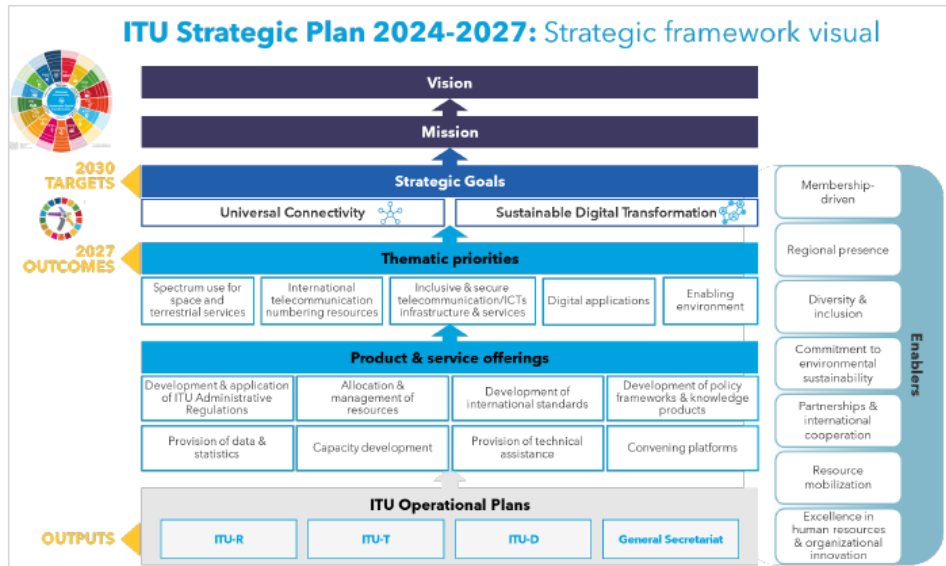 ITU Strategic Plan 2024-2027: Strategic framework visual
Vision
Mission
2030
TARGETS
Strategic Goals
Universal Connectivity
Sustainable Digital Transformation
2027
OUTCOMES
Thematic priorities
Spectrum use for
space and
terrestrial services
International
telecommunication
numbering resources
Inclusive & secure
telecommunication/ICTs
infrastructure & services
Digital applications
Enabling
environment
Product & service offerings
Development & application
of ITU Administrative
Regulations
Allocation &
management of
resources
Development of
international standards
Development of policy
frameworks & knowledge
products
Provision of data &
statistics
Capacity development
Provision of technical
assistance
Convening platforms
ITU Operational Plans
OUTPUTS
ITU-R
ITU-T
ITU-D
General Secretariat
Membership-
driven
Regional presence
Diversity &
inclusion
Commitment to
environmental
sustainability
Partnerships &
international
cooperation
Resource
mobilization
Excellence in
human resources
& organizational
innovation
Enablers